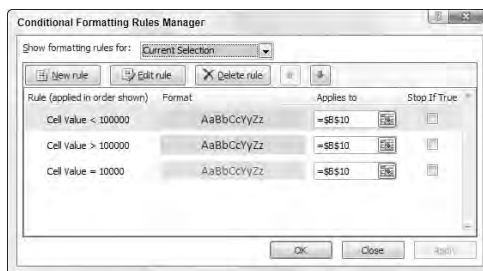 Conditional Formatting Rules Manager
Show formatting rules for: Current Selection
New rule Edit rule Delete rule
Rule (applied in order shown) Format Applies to Stop If True
Cell Value < 100000 AaBbCcYyZz =$B$10
Cell Value > 100000 AaBbCcYyZz =$B$10
Cell Value = 10000 AaBbCcYyZz =$B$10
OK Close Apply